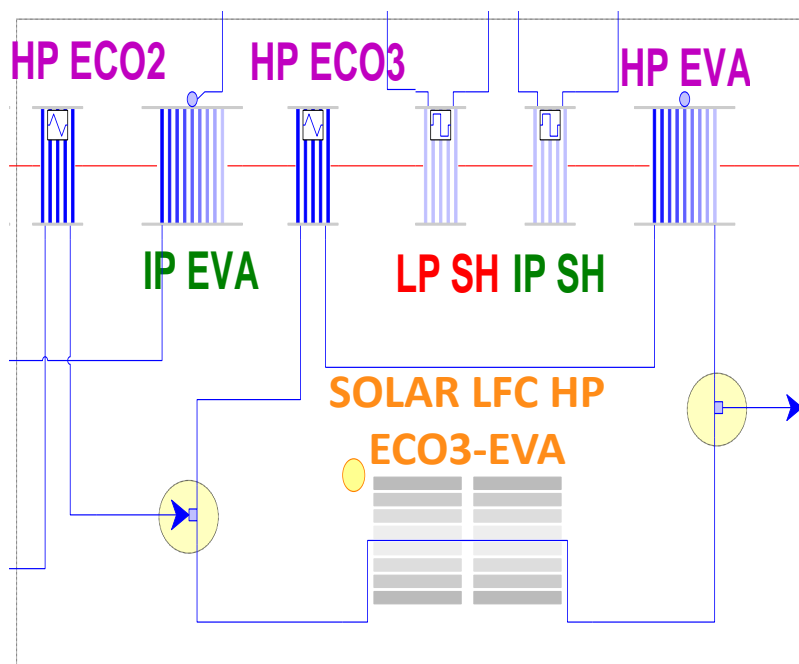 HP ECO2
HP ECO3
HP EVA
IP EVA
LP SH
IP SH
SOLAR LFC HP
ECO3-EVA